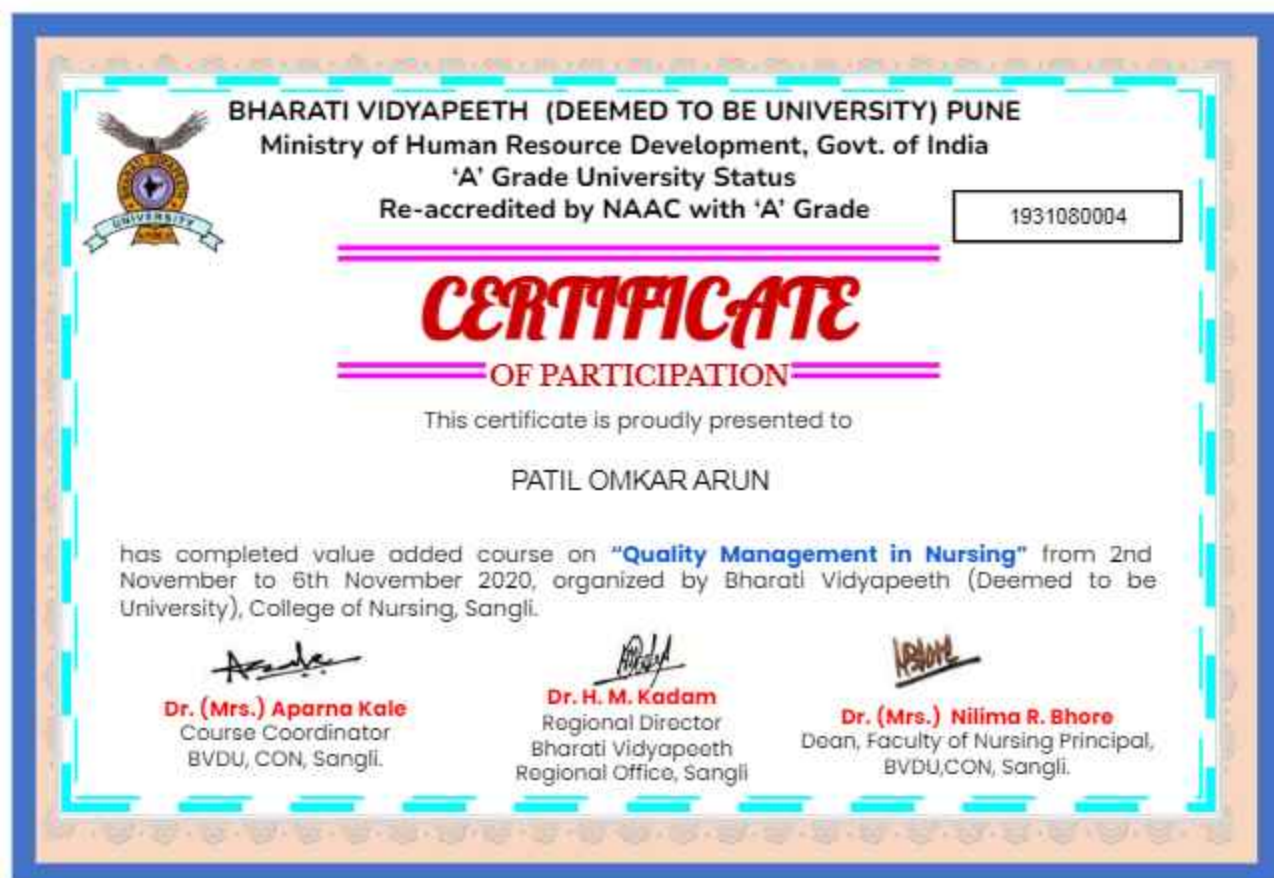 BHARATI VIDYAPEETH (DEEMED TO BE UNIVERSITY) PUNE
Ministry of Human Resource Development, Govt. of India
‘A’ Grade University Status
Re-accredited by NAAC with ‘A’ Grade
1931080004
BHARATI VIDYAPEETH
UNIVERSITY
CERTIFICATE
OF PARTICIPATION
This certificate is proudly presented to
PATIL OMKAR ARUN
has completed value added course on “Quality Management in Nursing” from 2nd
November to 6th November 2020, organized by Bharati Vidyapeeth (Deemed to be
University), College of Nursing, Sangli.
Dr. (Mrs.) Aparna Kale
Course Coordinator
BVDU, CON, Sangli.
Dr. H. M. Kadam
Regional Director
Bharati Vidyapeeth
Regional Office, Sangli
Dr. (Mrs.) Nilima R. Bhore
Dean, Faculty of Nursing Principal,
BVDU,CON, Sangli.